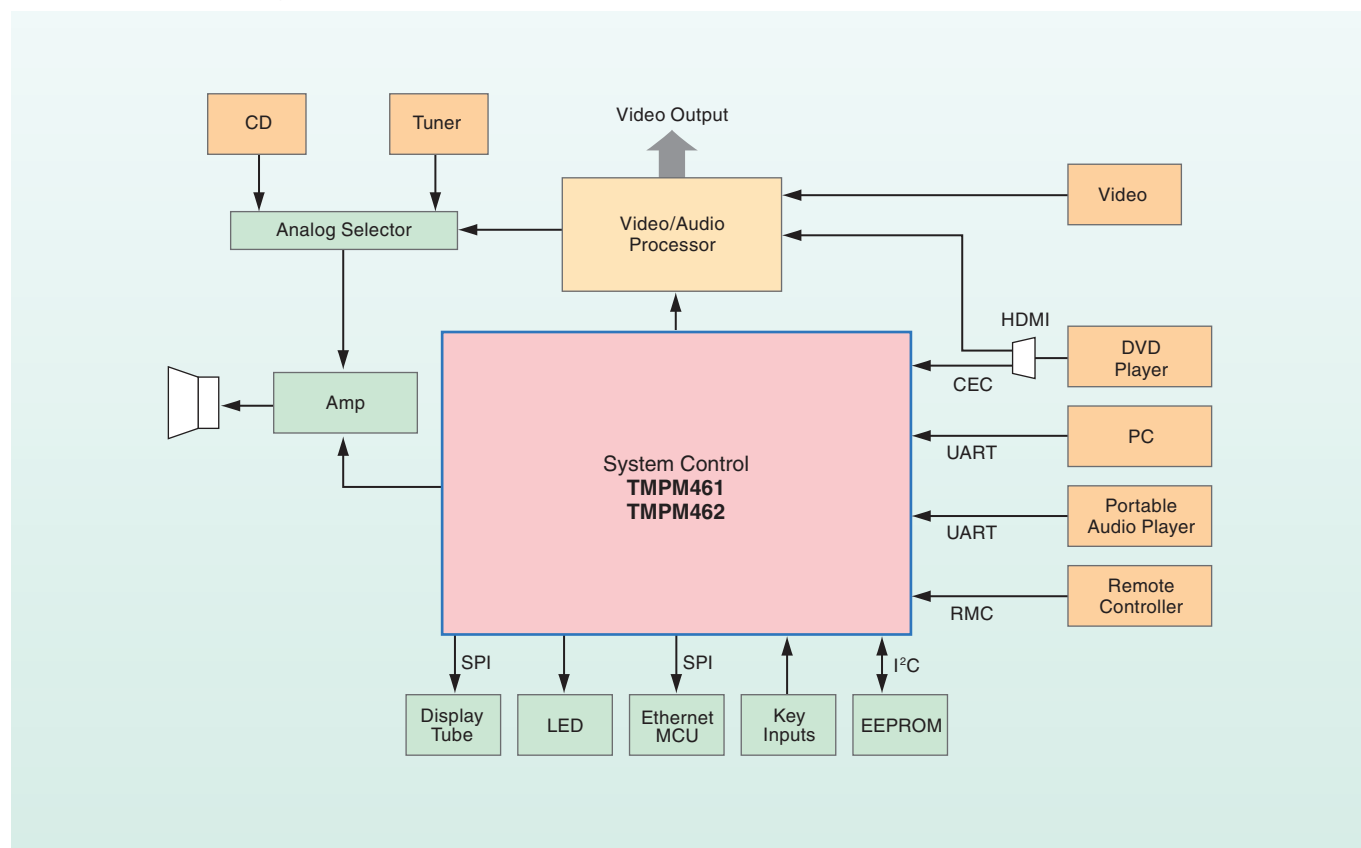 CD
Tuner
Video Output
Video
Analog Selector
Video/Audio
Processor
HDMI
DVD
Player
CEC
Amp
PC
UART
System Control
TMPM461
TMPM462
Portable
Audio Player
UART
Remote
Controller
RMC
SPI
SPI
I²C
Display
Tube
LED
Ethernet
MCU
Key
Inputs
EEPROM